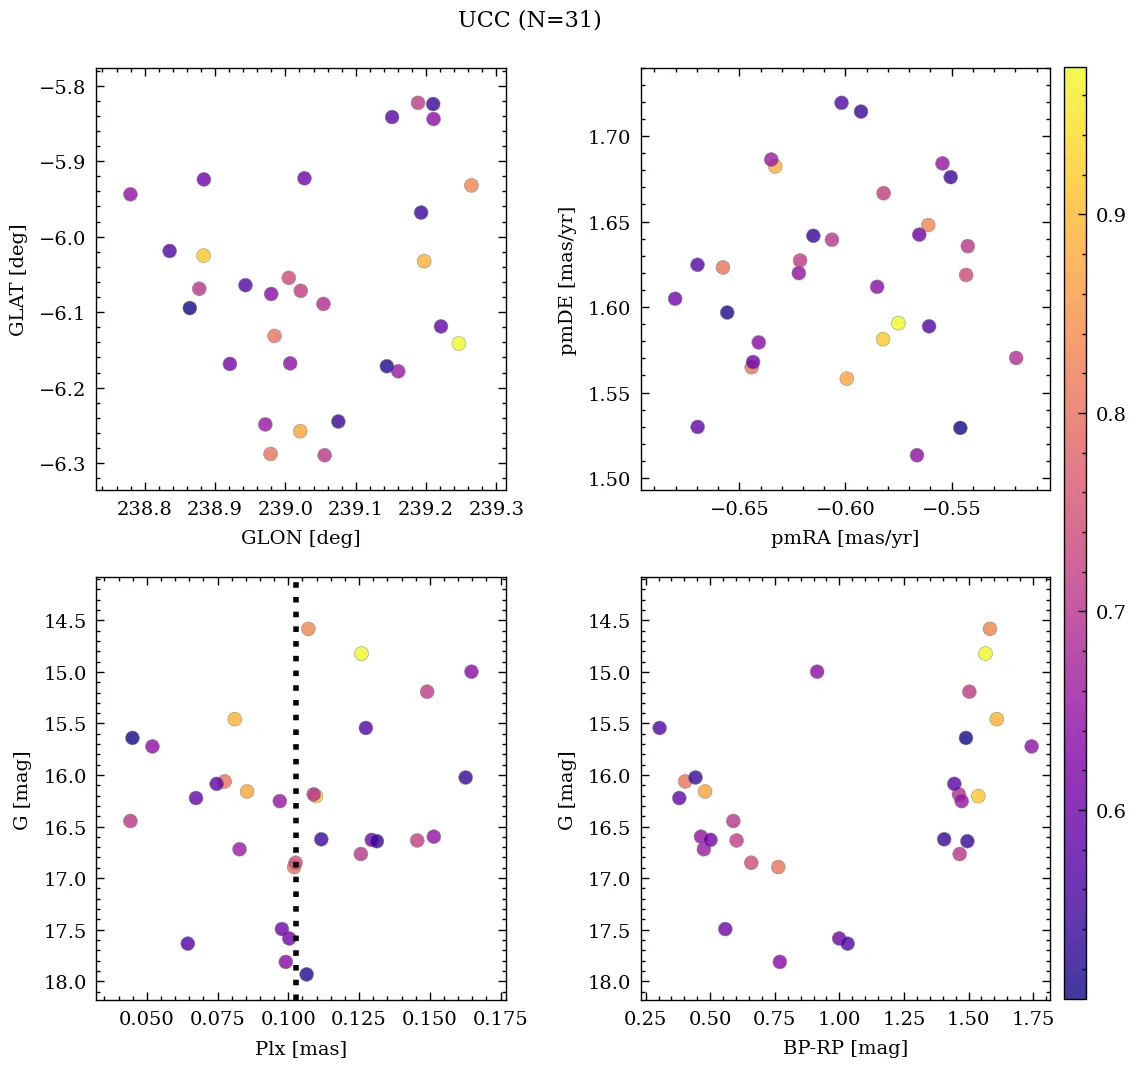 UCC (N=31)
−5.8
−5.9
−6.0
−6.1
−6.2
−6.3
GLAT [deg]
238.8 238.9 239.0 239.1 239.2 239.3
GLON [deg]
1.70
1.65
1.60
1.55
1.50
pmDE [mas/yr]
−0.65 −0.60 −0.55
pmRA [mas/yr]
14.5
15.0
15.5
16.0
16.5
17.0
17.5
18.0
G [mag]
0.050 0.075 0.100 0.125 0.150 0.175
Plx [mas]
14.5
15.0
15.5
16.0
16.5
17.0
17.5
18.0
G [mag]
0.25 0.50 0.75 1.00 1.25 1.50 1.75
BP-RP [mag]
0.9
0.8
0.7
0.6